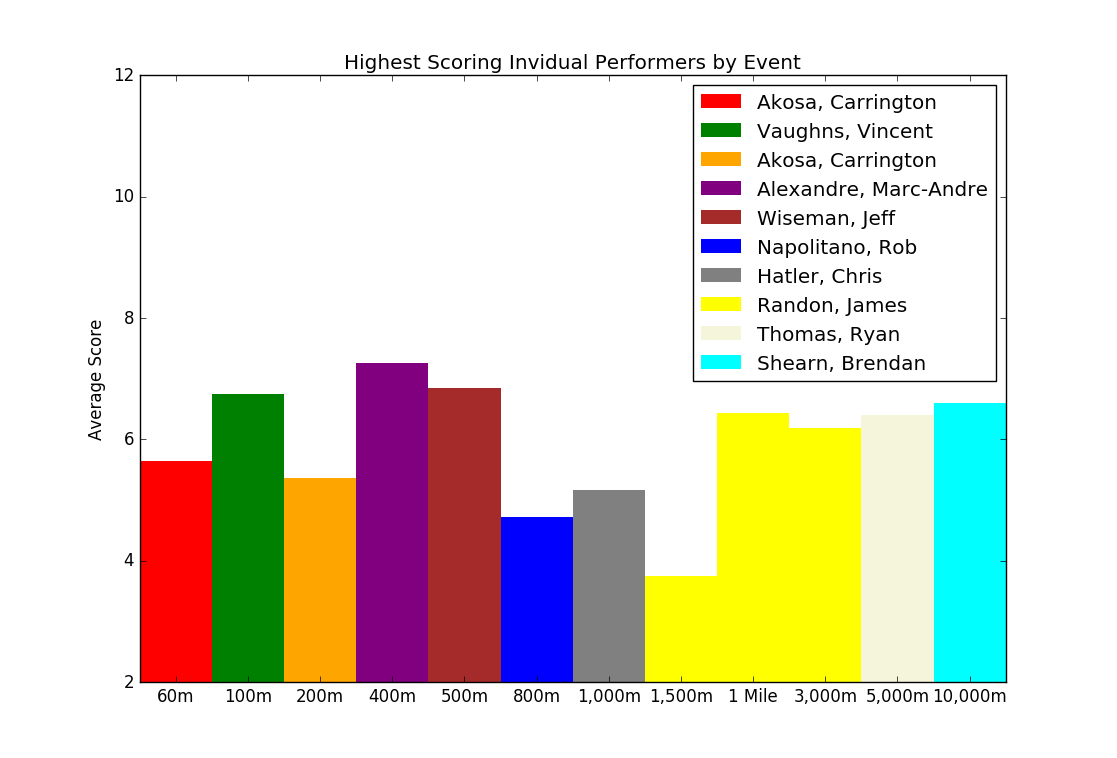 Highest Scoring Invidual Performers by Event
12
10
8
6
4
2
Average Score
Akosa, Carrington
Vaughns, Vincent
Akosa, Carrington
Alexandre, Marc-Andre
Wiseman, Jeff
Napolitano, Rob
Hatler, Chris
Randon, James
Thomas, Ryan
Shearn, Brendan
60m 100m 200m 400m 500m 800m 1,000m 1,500m 1 Mile 3,000m 5,000m 10,000m